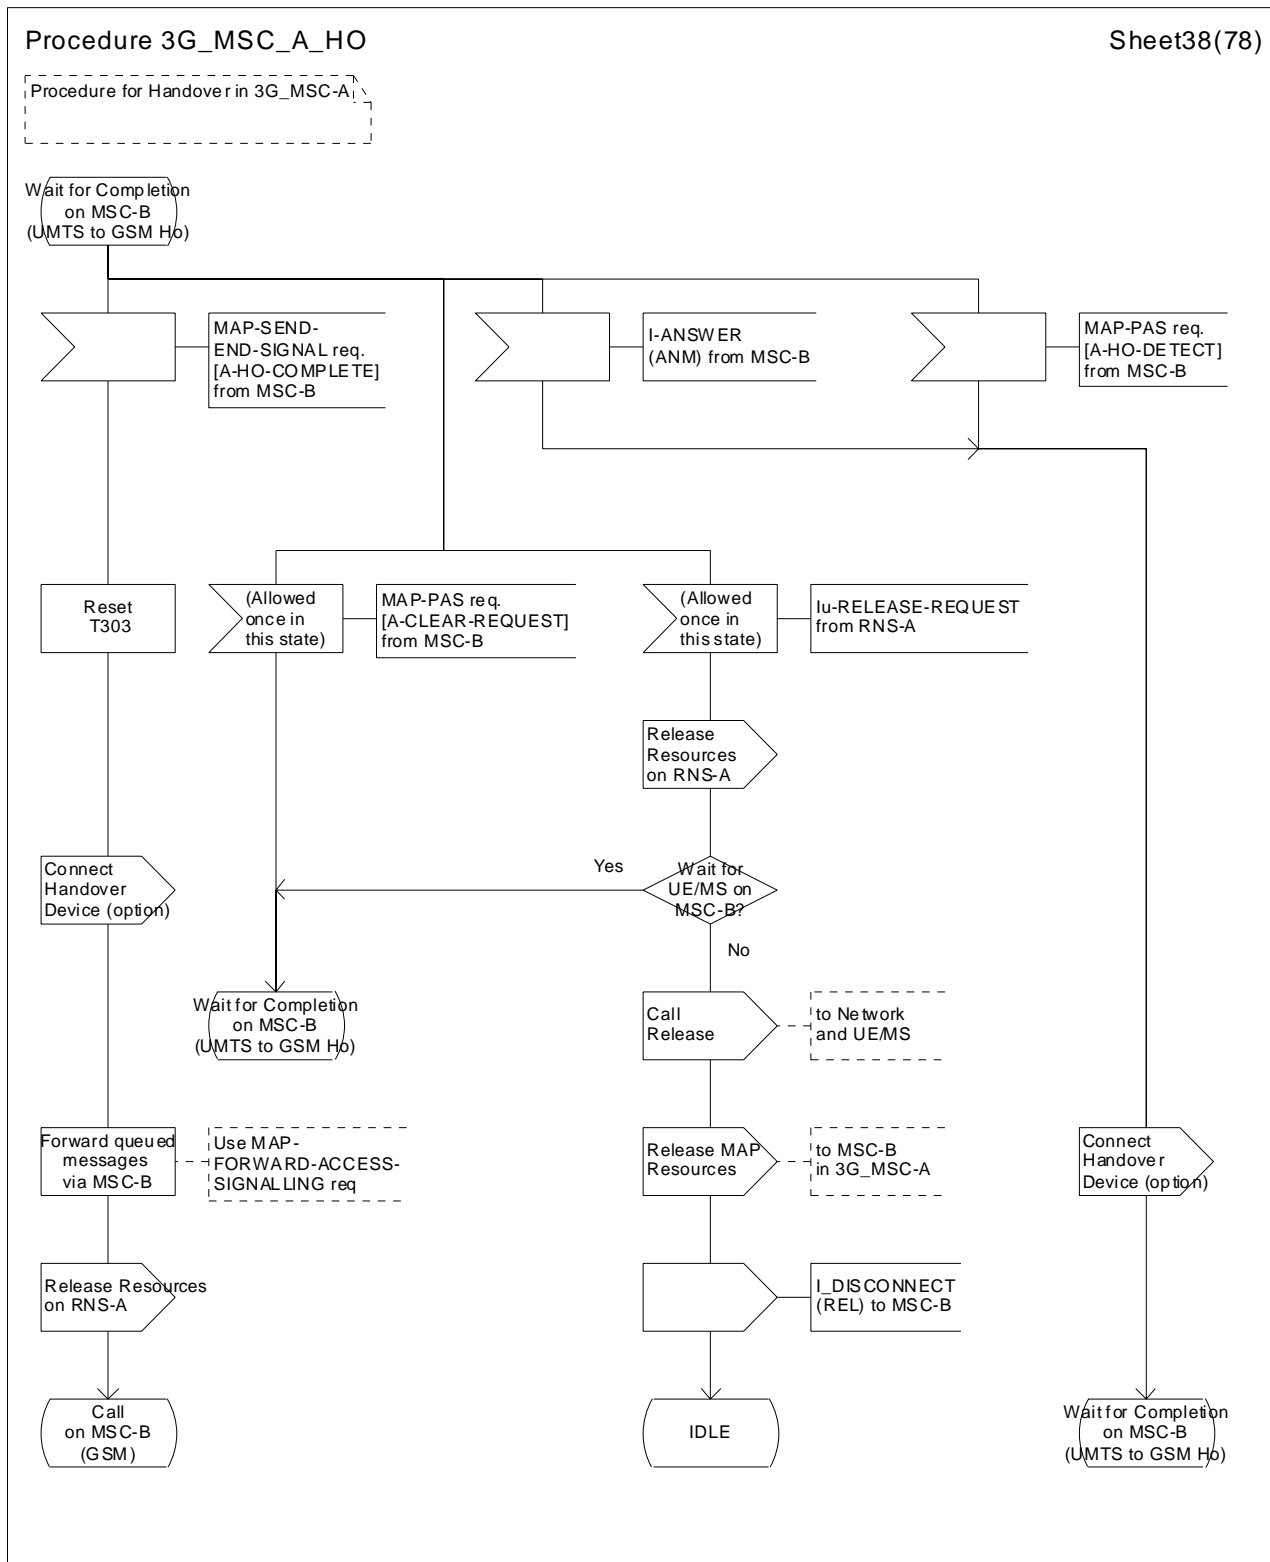 Procedure 3G_MSC_A_HO
Sheet38(78)
Procedure for Handover in 3G_MSC-A
Wait for Completion
on MSC-B
(UMTS to GSM Ho)
MAP-SEND-
END-SIGNAL req.
[A-HO-COMPLETE]
from MSC-B
I-ANSWER
(ANM) from MSC-B
MAP-PAS req.
[A-HO-DETECT]
from MSC-B
Reset
T303
(Allowed
once in
this state)
MAP-PAS req.
[A-CLEAR-REQUEST]
from MSC-B
(Allowed
once in
this state)
Iu-RELEASE-REQUEST
from RNS-A
Release
Resources
on RNS-A
Connect
Handover
Device (option)
Yes
Wait for
UE/MS on
MSC-B?
No
Wait for Completion
on MSC-B
(UMTS to GSM Ho)
Call
Release
to Network
and UE/MS
Forward queued
messages
via MSC-B
Use MAP-
FORWARD-ACCESS-
SIGNALLING req
Release MAP
Resources
to MSC-B
in 3G_MSC-A
Connect
Handover
Device (option)
Release Resources
on RNS-A
I_DISCONNECT
(REL) to MSC-B
Call
on MSC-B
(GSM)
IDLE
Wait for Completion
on MSC-B
(UMTS to GSM Ho)